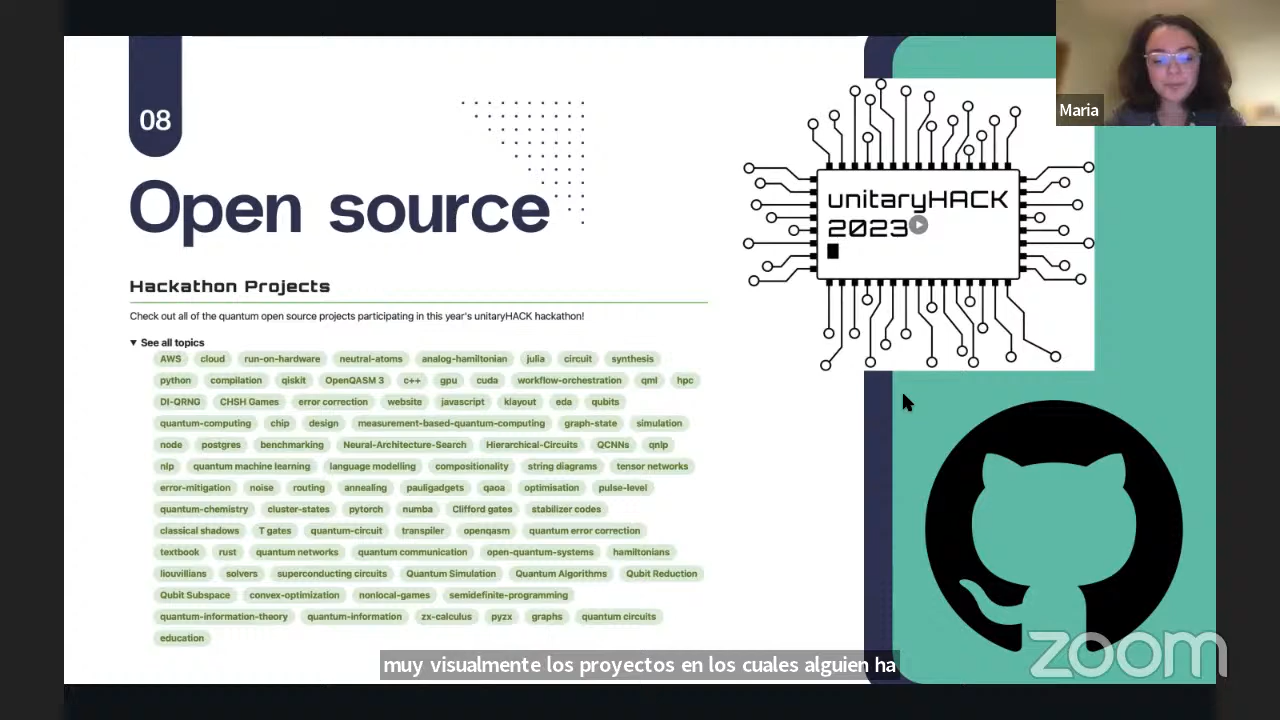 08
Open source
Hackathon Projects
Check out all of the quantum open source projects participating in this year's unitaryHACK hackathon!
▼ See all topics
AWS cloud run-on-hardware neutral-atoms analog-hamiltonian julia circuit synthesis
python compilation qiskit OpenQASM 3 c++ gpu cuda workflow-orchestration qml hpc
DI-QRNG CHSH Games error correction website javascript klayout eda qubits
quantum-computing chip design measurement-based-quantum-computing graph-state simulation
node postgres benchmarking Neural-Architecture-Search Hierarchical-Circuits QCNNs qnlp
nlp quantum machine learning language modelling compositionality string diagrams tensor networks
error-mitigation noise routing annealing pauligadgets qaoa optimisation pulse-level
quantum-chemistry cluster-states pytorch numba Clifford gates stabilizer codes
classical shadows T gates quantum-circuit transpiler openqasm quantum error correction
textbook rust quantum networks quantum communication open-quantum-systems hamiltonians
liouvillians solvers superconducting circuits Quantum Simulation Quantum Algorithms Qubit Reduction
Qubit Subspace convex-optimization nonlocal-games semidefinite-programming
quantum-information-theory quantum-information zx-calculus pyzx graphs quantum circuits
education
unitaryHACK
2023
Maria
muy visualmente los proyectos en los cuales alguien ha
zoom